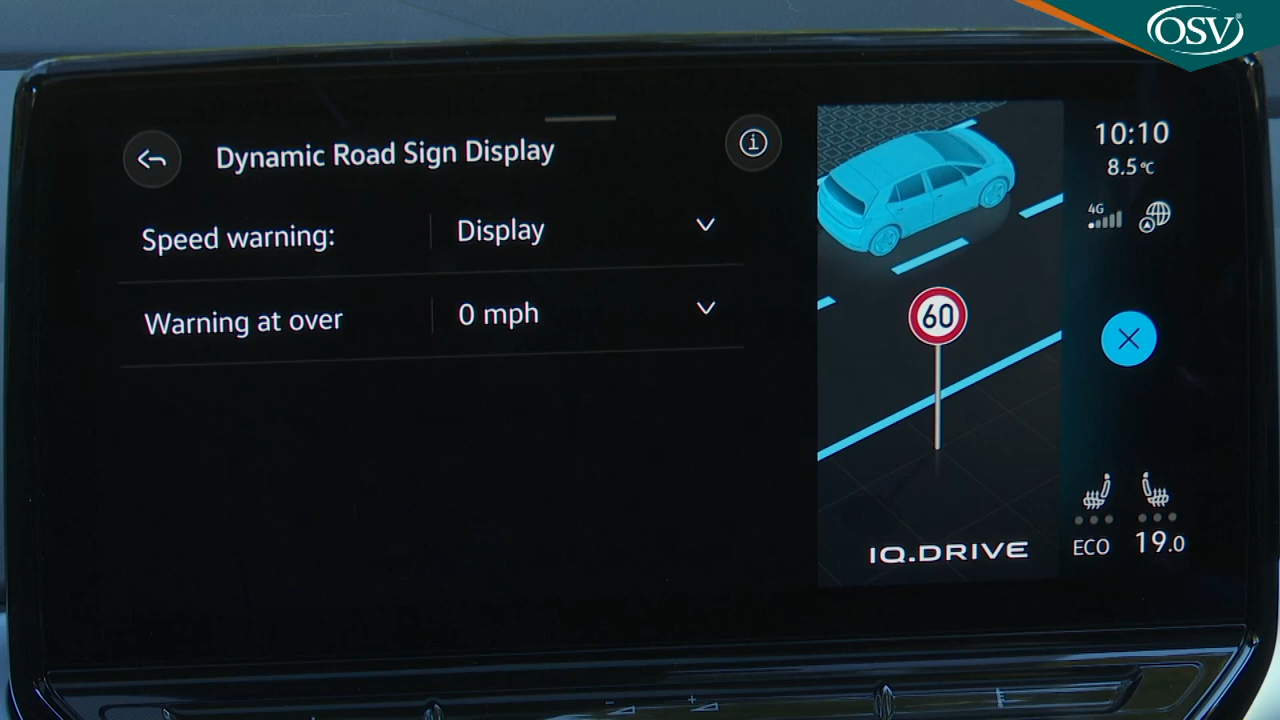 OSV®
Dynamic Road Sign Display
Speed warning: Display
Warning at over 0 mph
10:10
8.5°C
4G
60
IQ.DRIVE
ECO 19.0